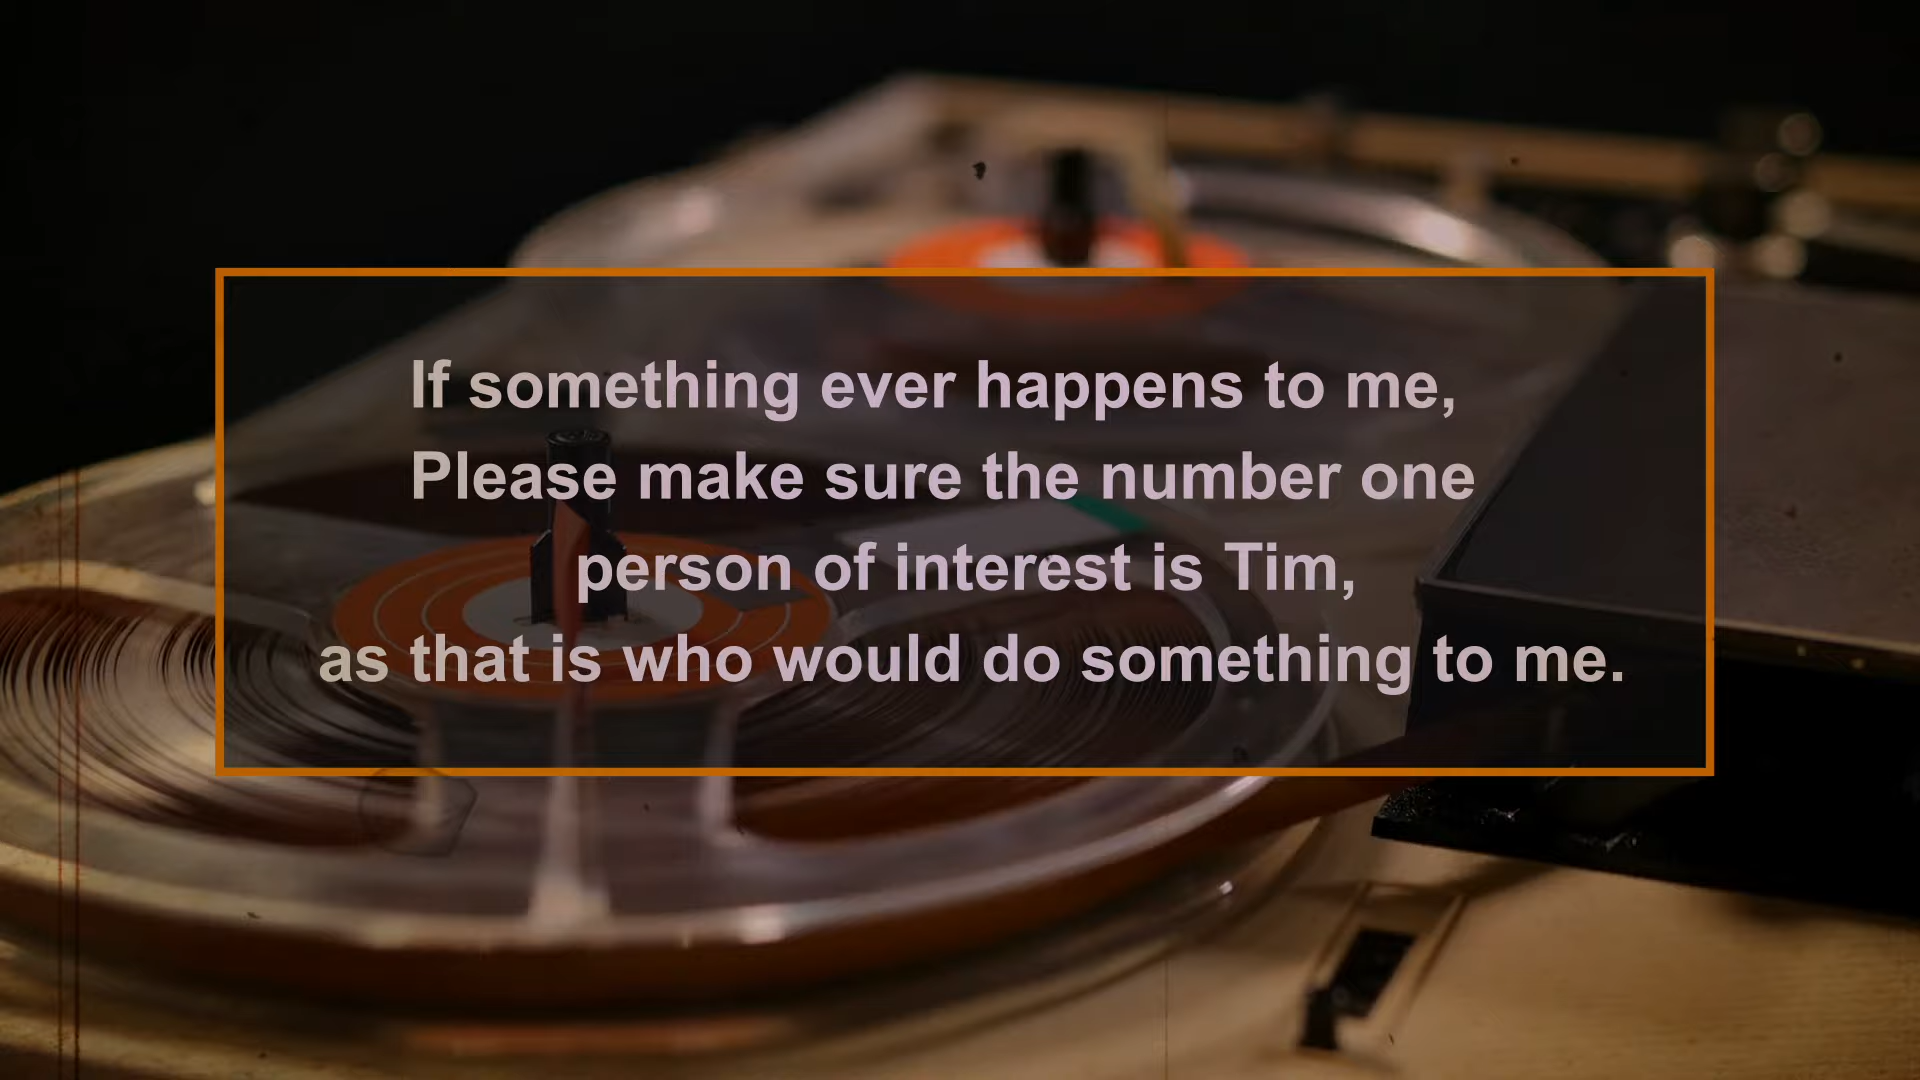 If something ever happens to me,
Please make sure the number one
person of interest is Tim,
as that is who would do something to me.